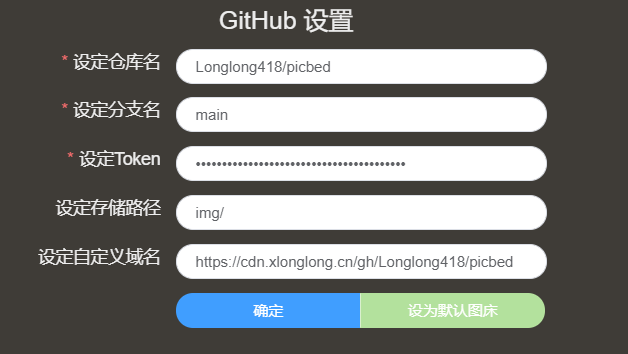 GitHub 设置
* 设定仓库名 Longlong418/picbed
* 设定分支名 main
* 设定Token ••••••••••••••••••••••••••••••••••••••••
设定存储路径 img/
设定自定义域名 https://cdn.xlonglong.cn/gh/Longlong418/picbed
确定 设为默认图床